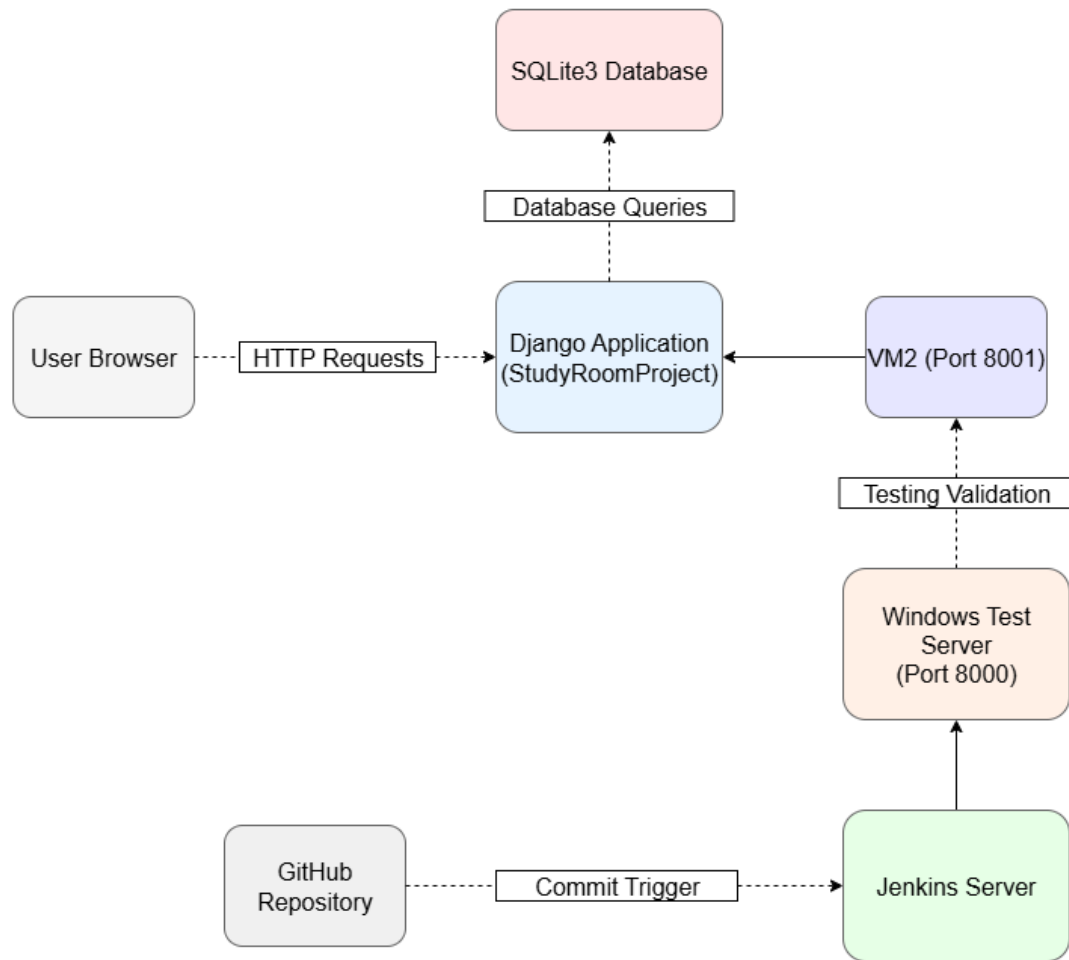 SQLite3 Database
Database Queries
User Browser
HTTP Requests
Django Application
(StudyRoomProject)
VM2 (Port 8001)
Testing Validation
Windows Test
Server
(Port 8000)
GitHub
Repository
Commit Trigger
Jenkins Server